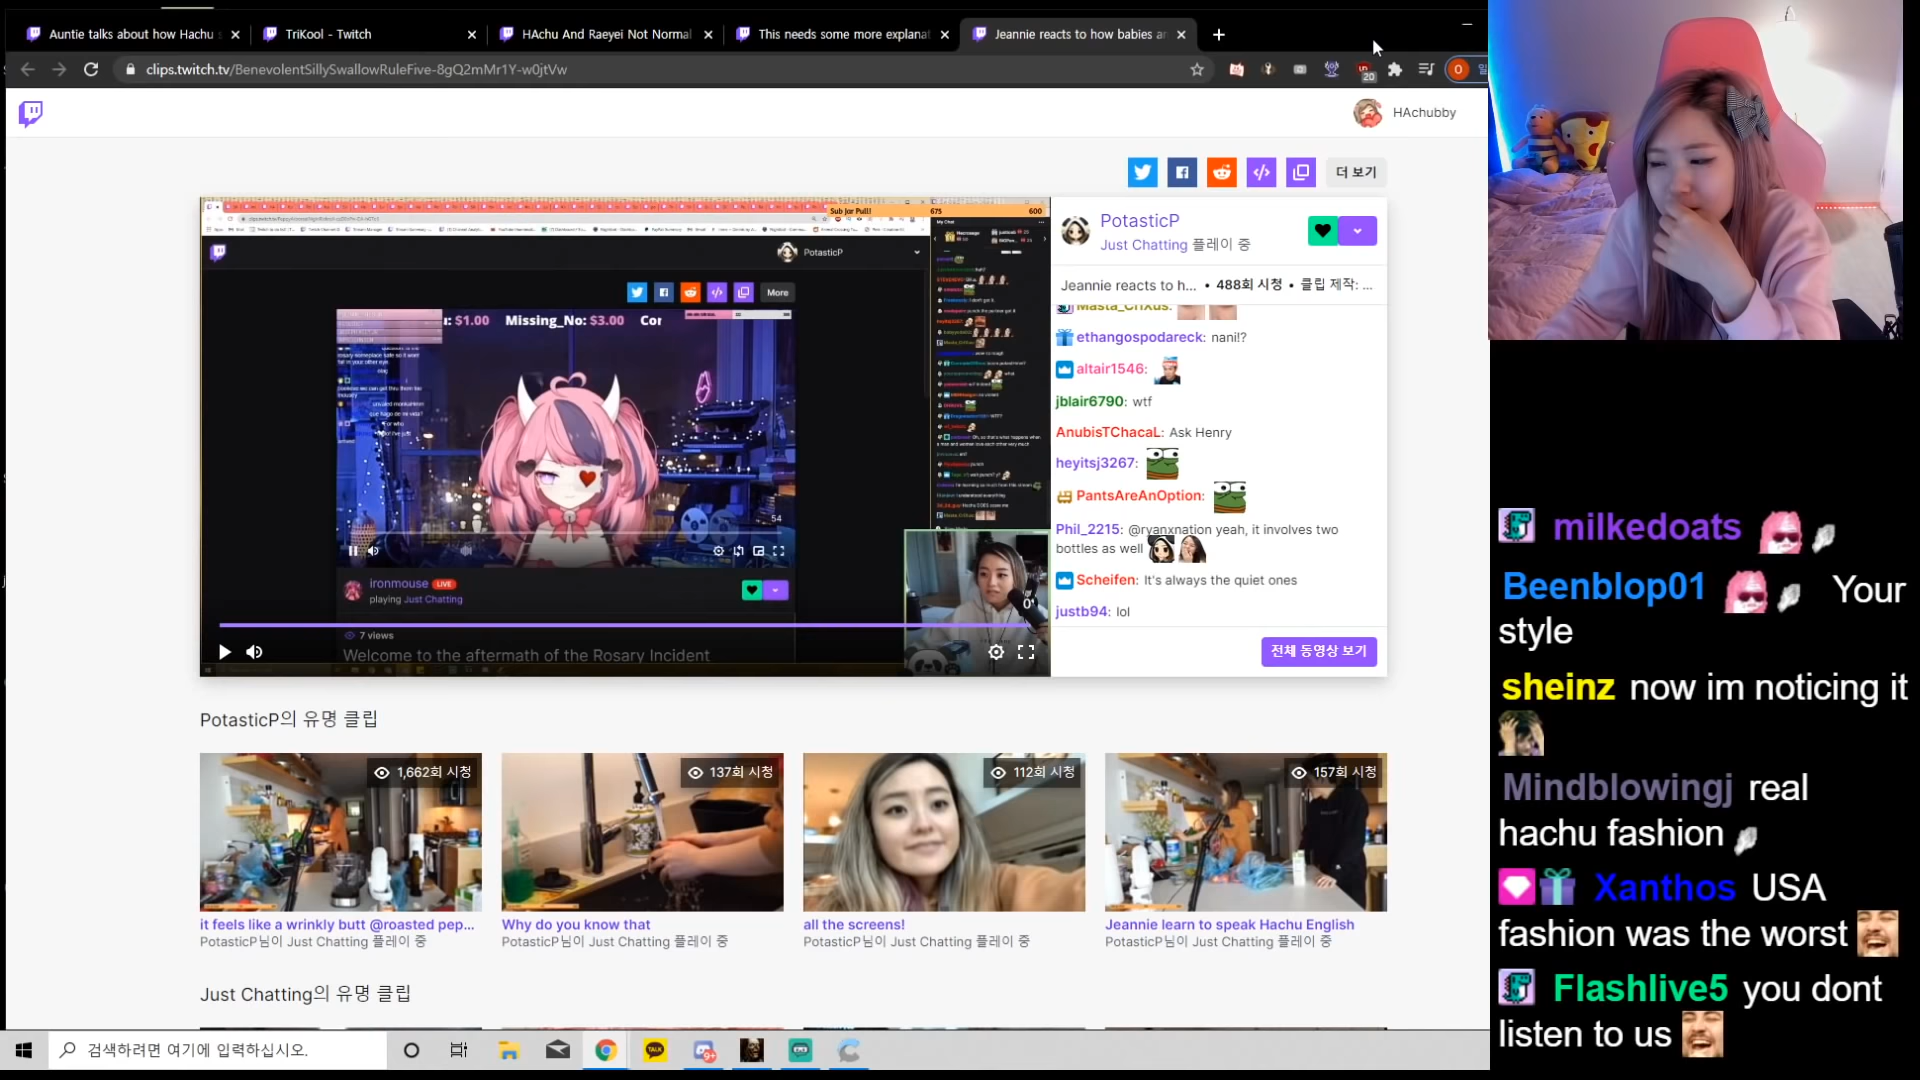 Auntie talks about how Hachu
TriKool - Twitch
HAchu And Raeyei Not Normal
This needs some more explanat
Jeannie reacts to how babies ar
clips.twitch.tv/BenevolentSillySwallowRuleFive-8gQ2mMr1Y-w0jtVw
20
HAchubby
더 보기
Sub Jar Pull!
675
600
PotasticP
More
$1.00 Missing_No: $3.00 Cor
54
ironmouse LIVE
playing Just Chatting
7 views
Welcome to the aftermath of the Rosary Incident
PotasticP
Just Chatting 플레이 중
Jeannie reacts to h... • 488회 시청 • 클립 제작: ...
Masta_CriXus:
ethangospodareck: nani!?
altair1546:
jblair6790: wtf
AnubisTChacaL: Ask Henry
heyitsj3267:
PantsAreAnOption:
Phil_2215: @ryanxnation yeah, it involves two
bottles as well
Scheifen: It's always the quiet ones
justb94: lol
전체 동영상 보기
PotasticP의 유명 클립
1,662회 시청
137회 시청
112회 시청
157회 시청
it feels like a wrinkly butt @roasted pep...
PotasticP님이 Just Chatting 플레이 중
Why do you know that
PotasticP님이 Just Chatting 플레이 중
all the screens!
PotasticP님이 Just Chatting 플레이 중
Jeannie learn to speak Hachu English
PotasticP님이 Just Chatting 플레이 중
Just Chatting의 유명 클립
검색하려면 여기에 입력하십시오.
TALK
9+
milkedoats
Beenblop01 Your
style
sheinz now im noticing it
Mindblowingj real
hachu fashion
Xanthos USA
fashion was the worst
Flashlive5 you dont
listen to us